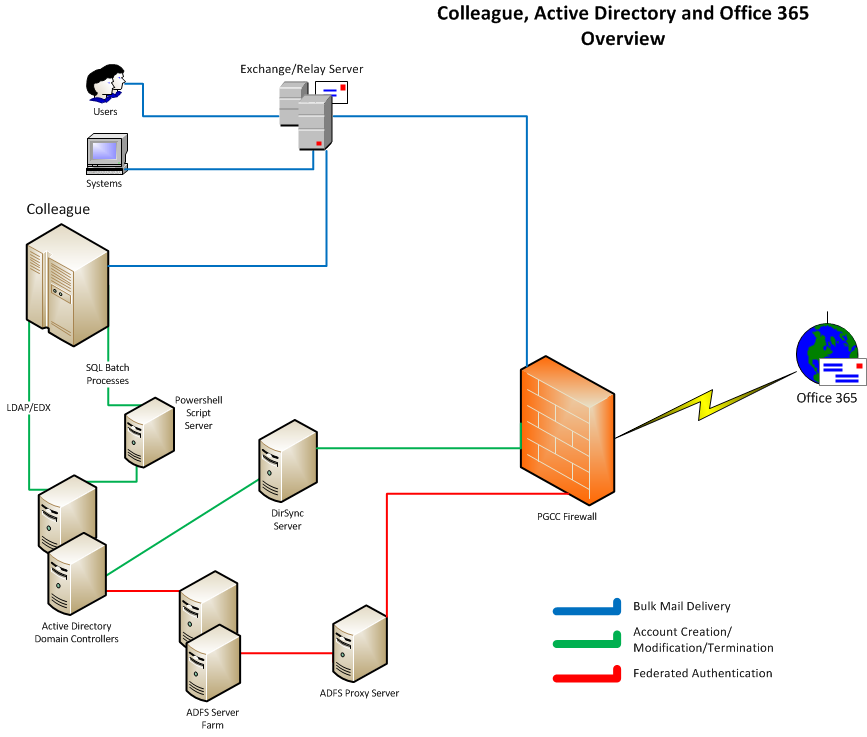 Colleague, Active Directory and Office 365
Overview
Exchange/Relay Server
Users
Systems
Colleague
SQL Batch
Processes
LDAP/EDX
Powershell
Script
Server
Office 365
DirSync
Server
PGCC Firewall
Active Directory
Domain Controllers
ADFS Server
Farm
ADFS Proxy Server
Bulk Mail Delivery
Account Creation/
Modification/Termination
Federated Authentication